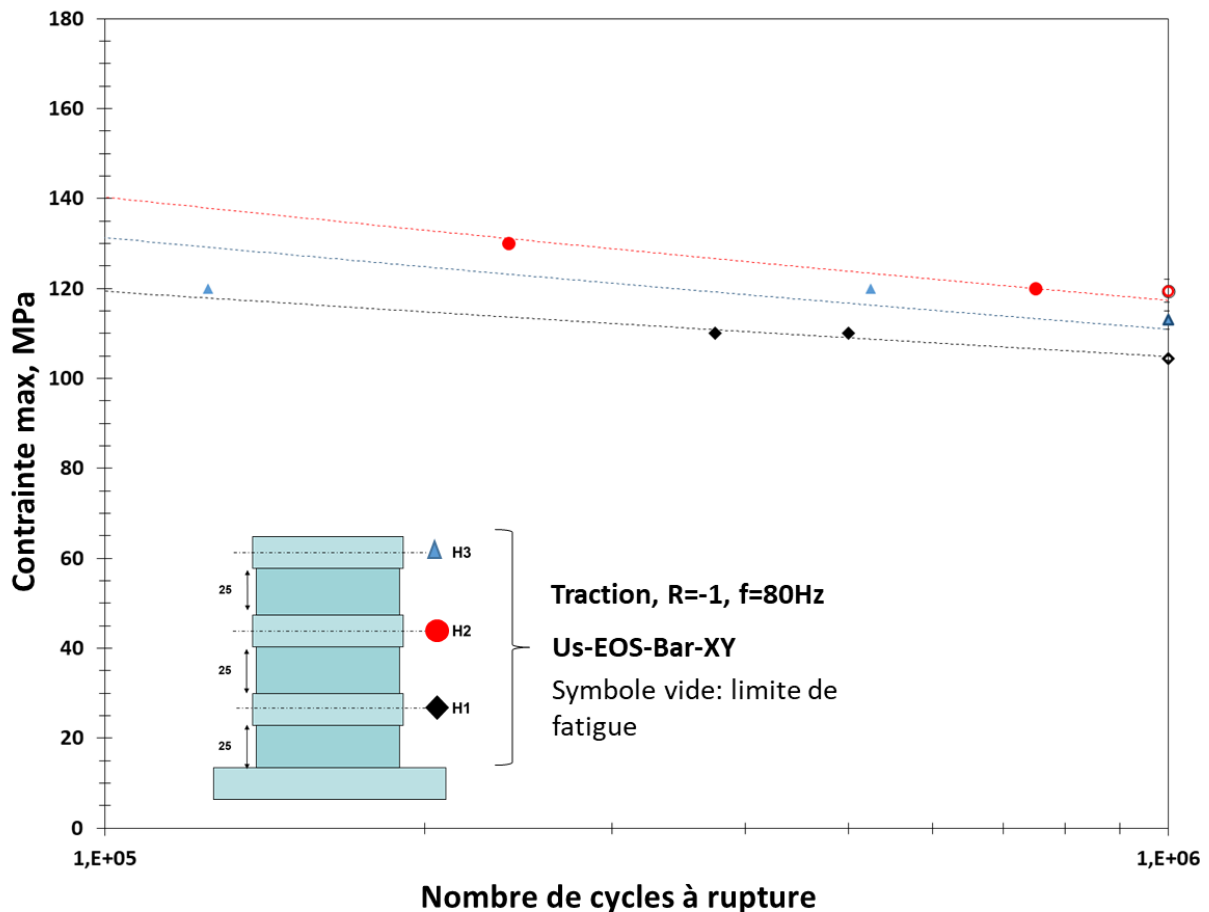 180
160
140
120
100
80
60
40
20
0
Contrainte max, MPa
1,E+05
1,E+06
Nombre de cycles à rupture
H3
25
H2
25
H1
25
Traction, R=-1, f=80Hz
Us-EOS-Bar-XY
Symbole vide: limite de
fatigue